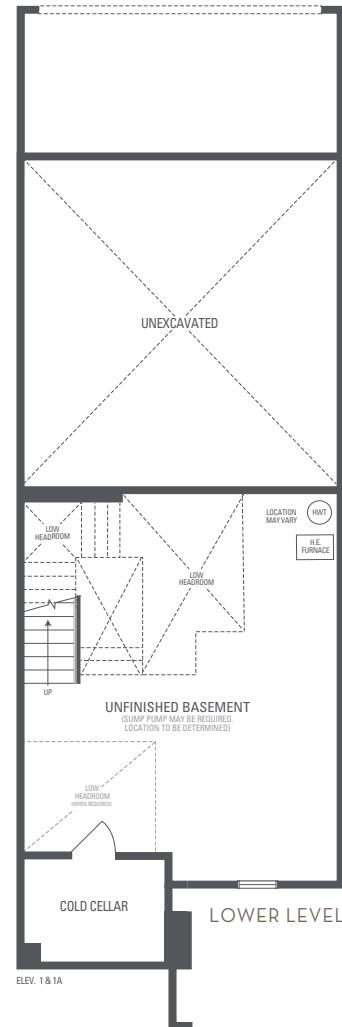 UNEXCAVATED
LOCATION
MAY VARY
HWT
H.E.
FURNACE
LOW
HEADROOM
LOW
HEADROOM
UP
UNFINISHED BASEMENT
(SUMP PUMP MAY BE REQUIRED.
LOCATION TO BE DETERMINED)
LOW
HEADROOM
(WHEN REQUIRED)
COLD CELLAR
LOWER LEVEL
ELEV. 1 & 1A